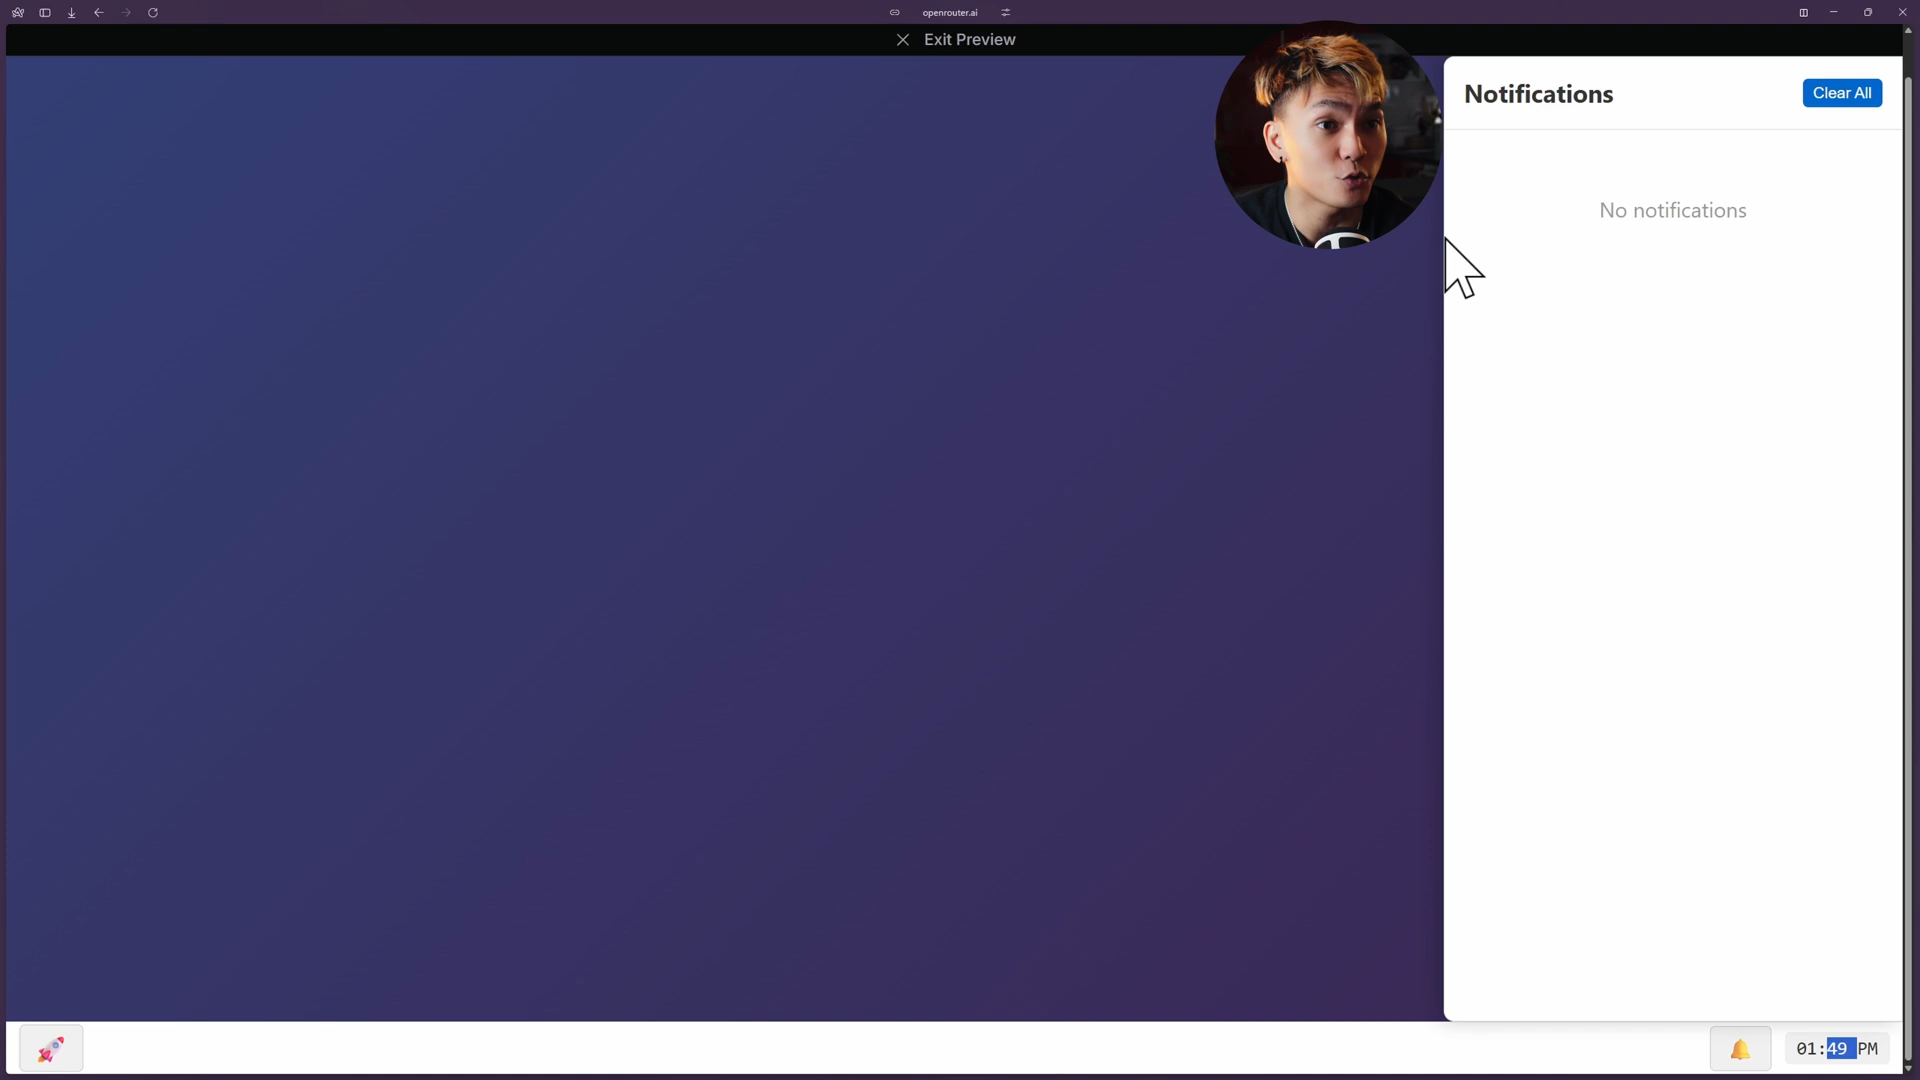 openrouter.ai
Exit Preview
Notifications
Clear All
No notifications
01:49 PM